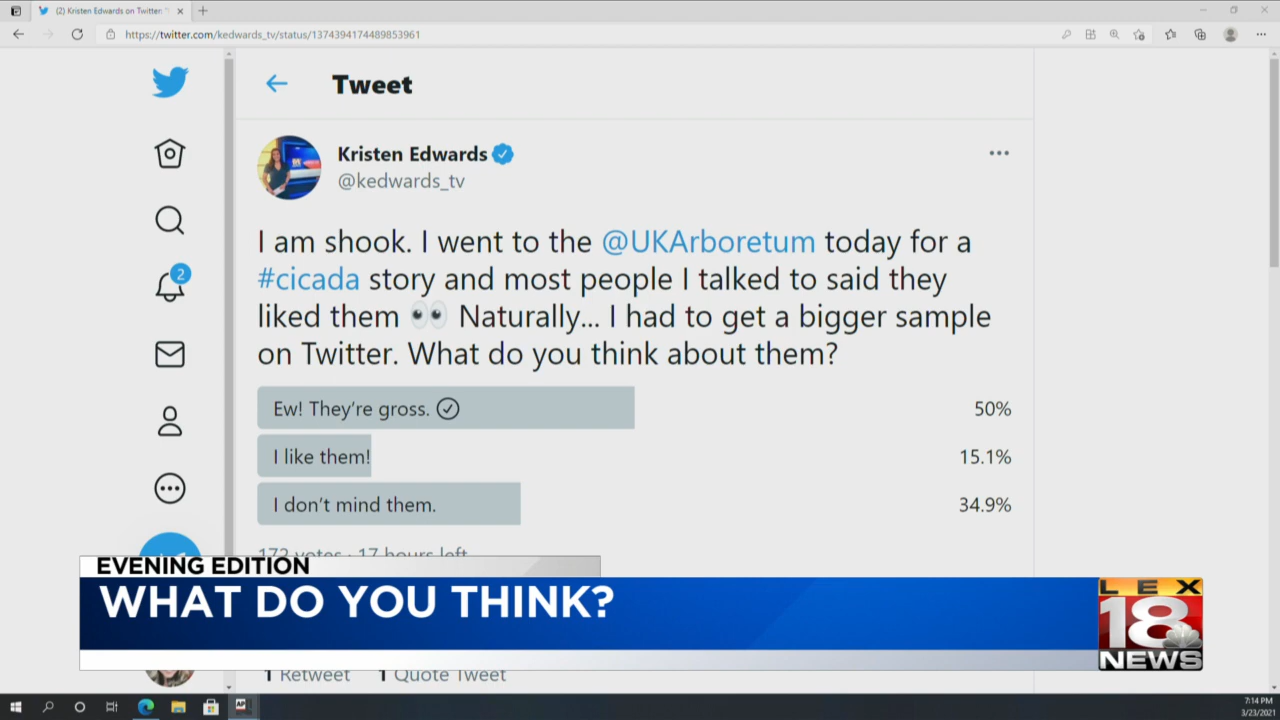 (2) Kristen Edwards on Twitter: "
https://twitter.com/kedwards_tv/status/1374394174489853961
Tweet
Kristen Edwards
@kedwards_tv
I am shook. I went to the @UKArboretum today for a
#cicada story and most people I talked to said they
liked them 👀 Naturally... I had to get a bigger sample
on Twitter. What do you think about them?
2
Ew! They're gross. 50%
I like them! 15.1%
I don't mind them. 34.9%
172 votes · 17 hours left
EVENING EDITION
WHAT DO YOU THINK?
LEX
18
NEWS
1 Retweet 1 Quote Tweet
AP
7:14 PM
3/23/2021